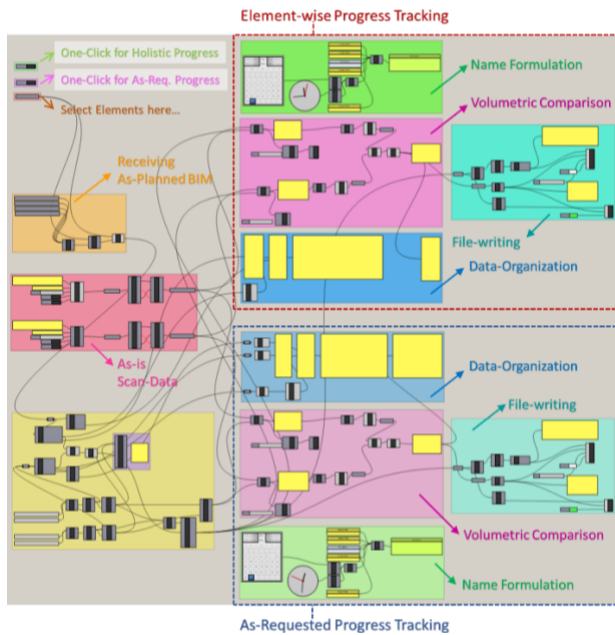 Element-wise Progress Tracking
One-Click for Holistic Progress
One-Click for As-Req. Progress
Select Elements here...
Name Formulation
Volumetric Comparison
Receiving
As-Planned BIM
File-writing
Data-Organization
As-is
Scan-Data
Data-Organization
File-writing
Volumetric Comparison
Name Formulation
As-Requested Progress Tracking